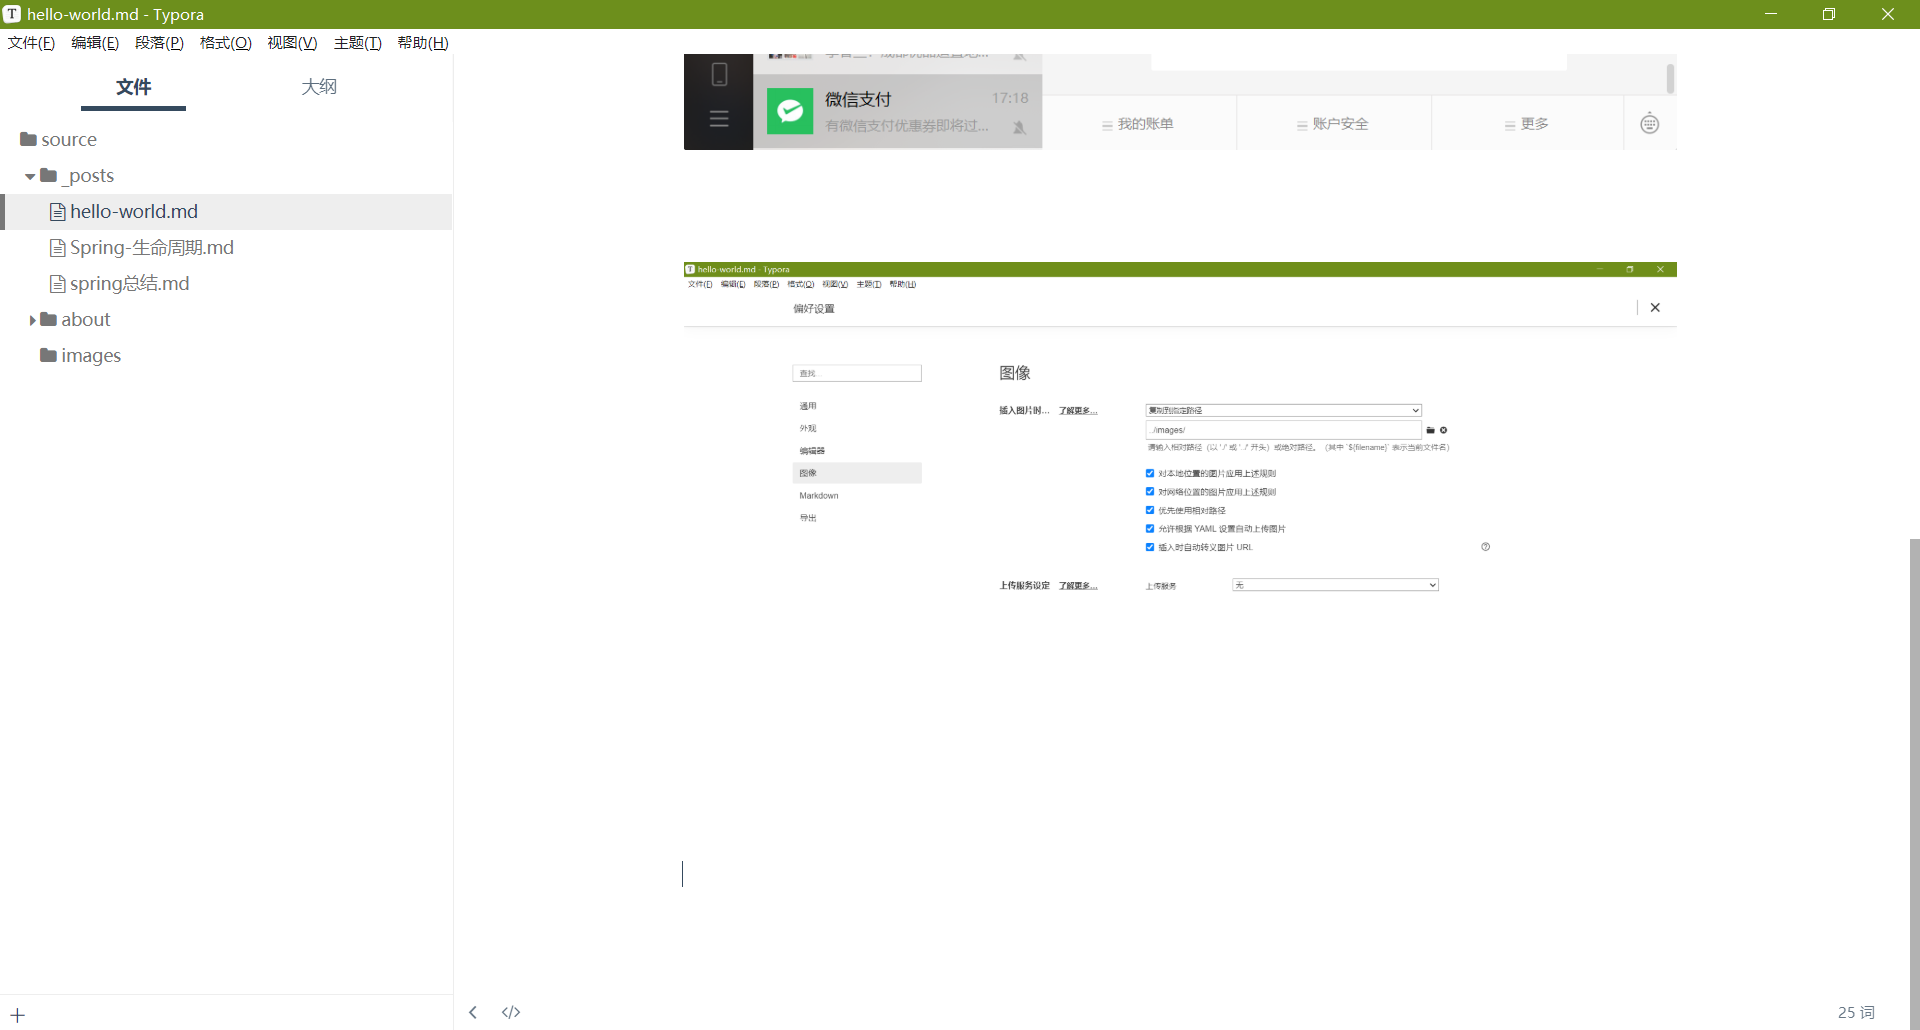 hello-world.md - Typora
文件(F) 编辑(E) 段落(P) 格式(O) 视图(V) 主题(T) 帮助(H)
文件 大纲
source
_posts
hello-world.md
Spring-生命周期.md
spring总结.md
about
images
微信支付 17:18
有微信支付优惠券即将过...
我的账单 账户安全 更多
hello-world.md - Typora
文件(F) 编辑(E) 段落(P) 格式(O) 视图(V) 主题(T) 帮助(H)
偏好设置
查找...
通用
外观
编辑器
图像
Markdown
导出
图像
插入图片时... 了解更多...
复制到指定路径
../images/
请输入相对路径（以 './' 或 '../' 开头）或绝对路径。（其中 `${filename}` 表示当前文件名）
对本地位置的图片应用上述规则
对网络位置的图片应用上述规则
优先使用相对路径
允许根据 YAML 设置自动上传图片
插入时自动转义图片 URL
上传服务设定 了解更多...
上传服务 无
25 词